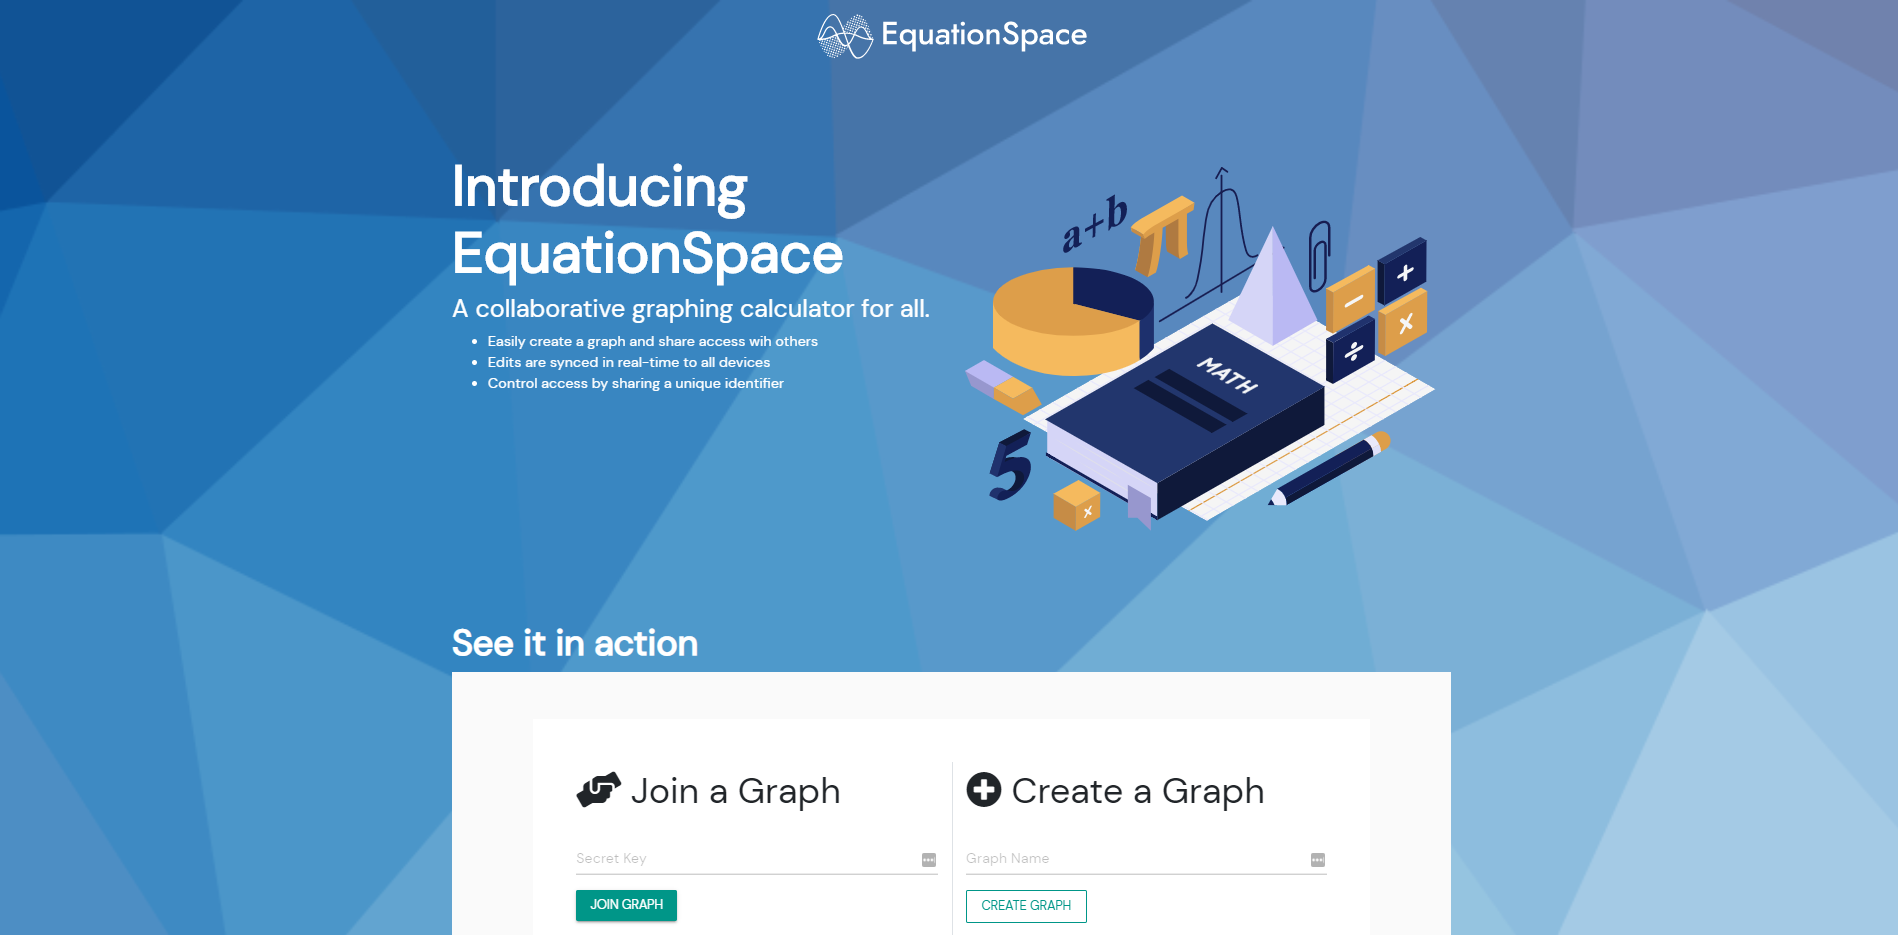 EquationSpace
Introducing
EquationSpace
A collaborative graphing calculator for all.
Easily create a graph and share access wih others
Edits are synced in real-time to all devices
Control access by sharing a unique identifier
a+b
π
+
−
×
÷
MATH
5
x
See it in action
Join a Graph
Create a Graph
Secret Key
Graph Name
JOIN GRAPH
CREATE GRAPH